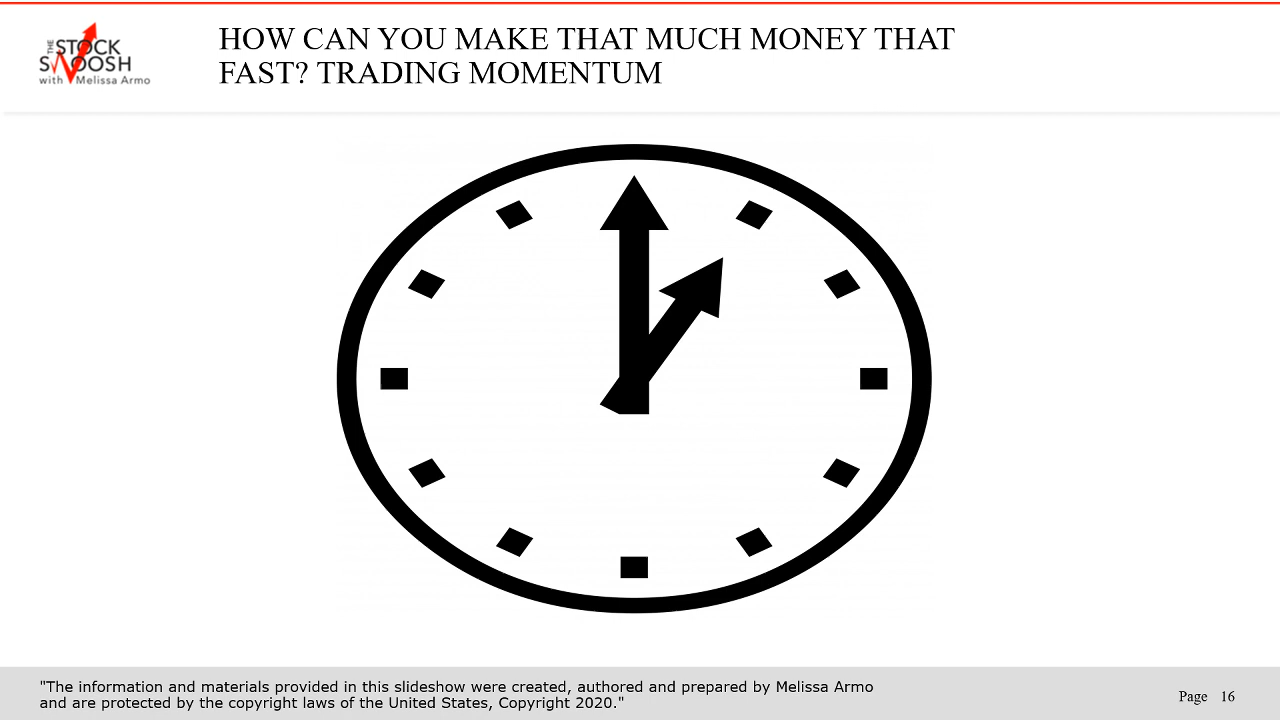 THE
STOCK
SWOOSH
with Melissa Armo
HOW CAN YOU MAKE THAT MUCH MONEY THAT
FAST? TRADING MOMENTUM
"The information and materials provided in this slideshow were created, authored and prepared by Melissa Armo
and are protected by the copyright laws of the United States, Copyright 2020."
Page 16